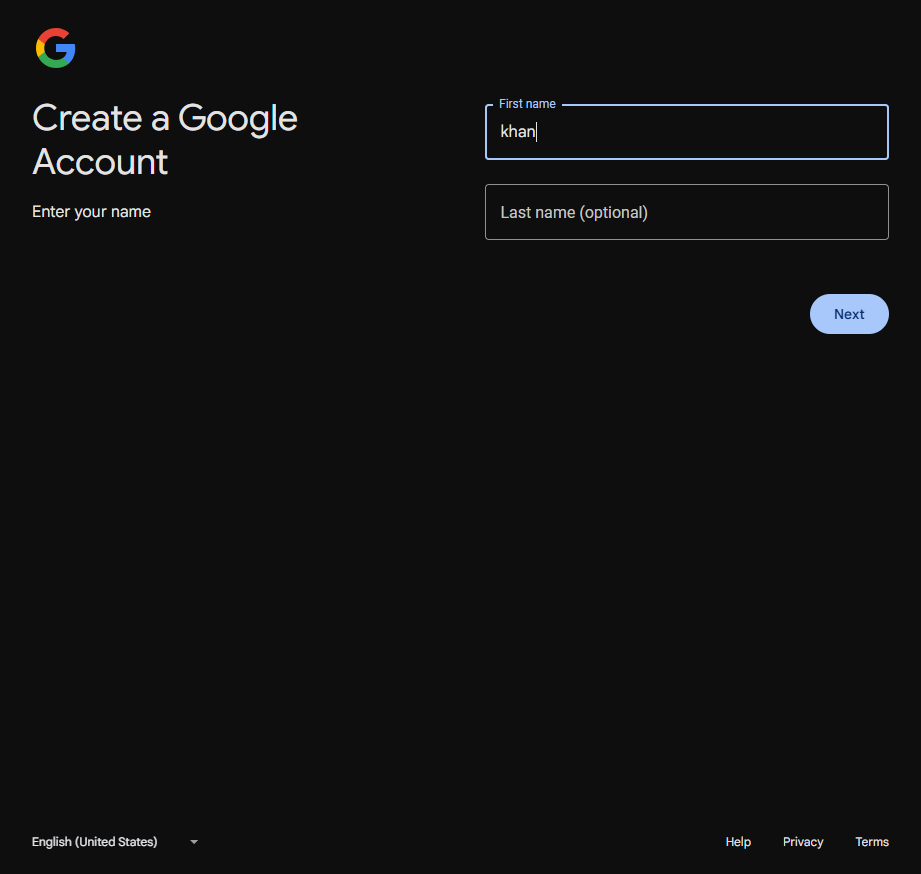 Create a Google
Account
Enter your name
First name
khan
Last name (optional)
Next
English (United States)
Help
Privacy
Terms